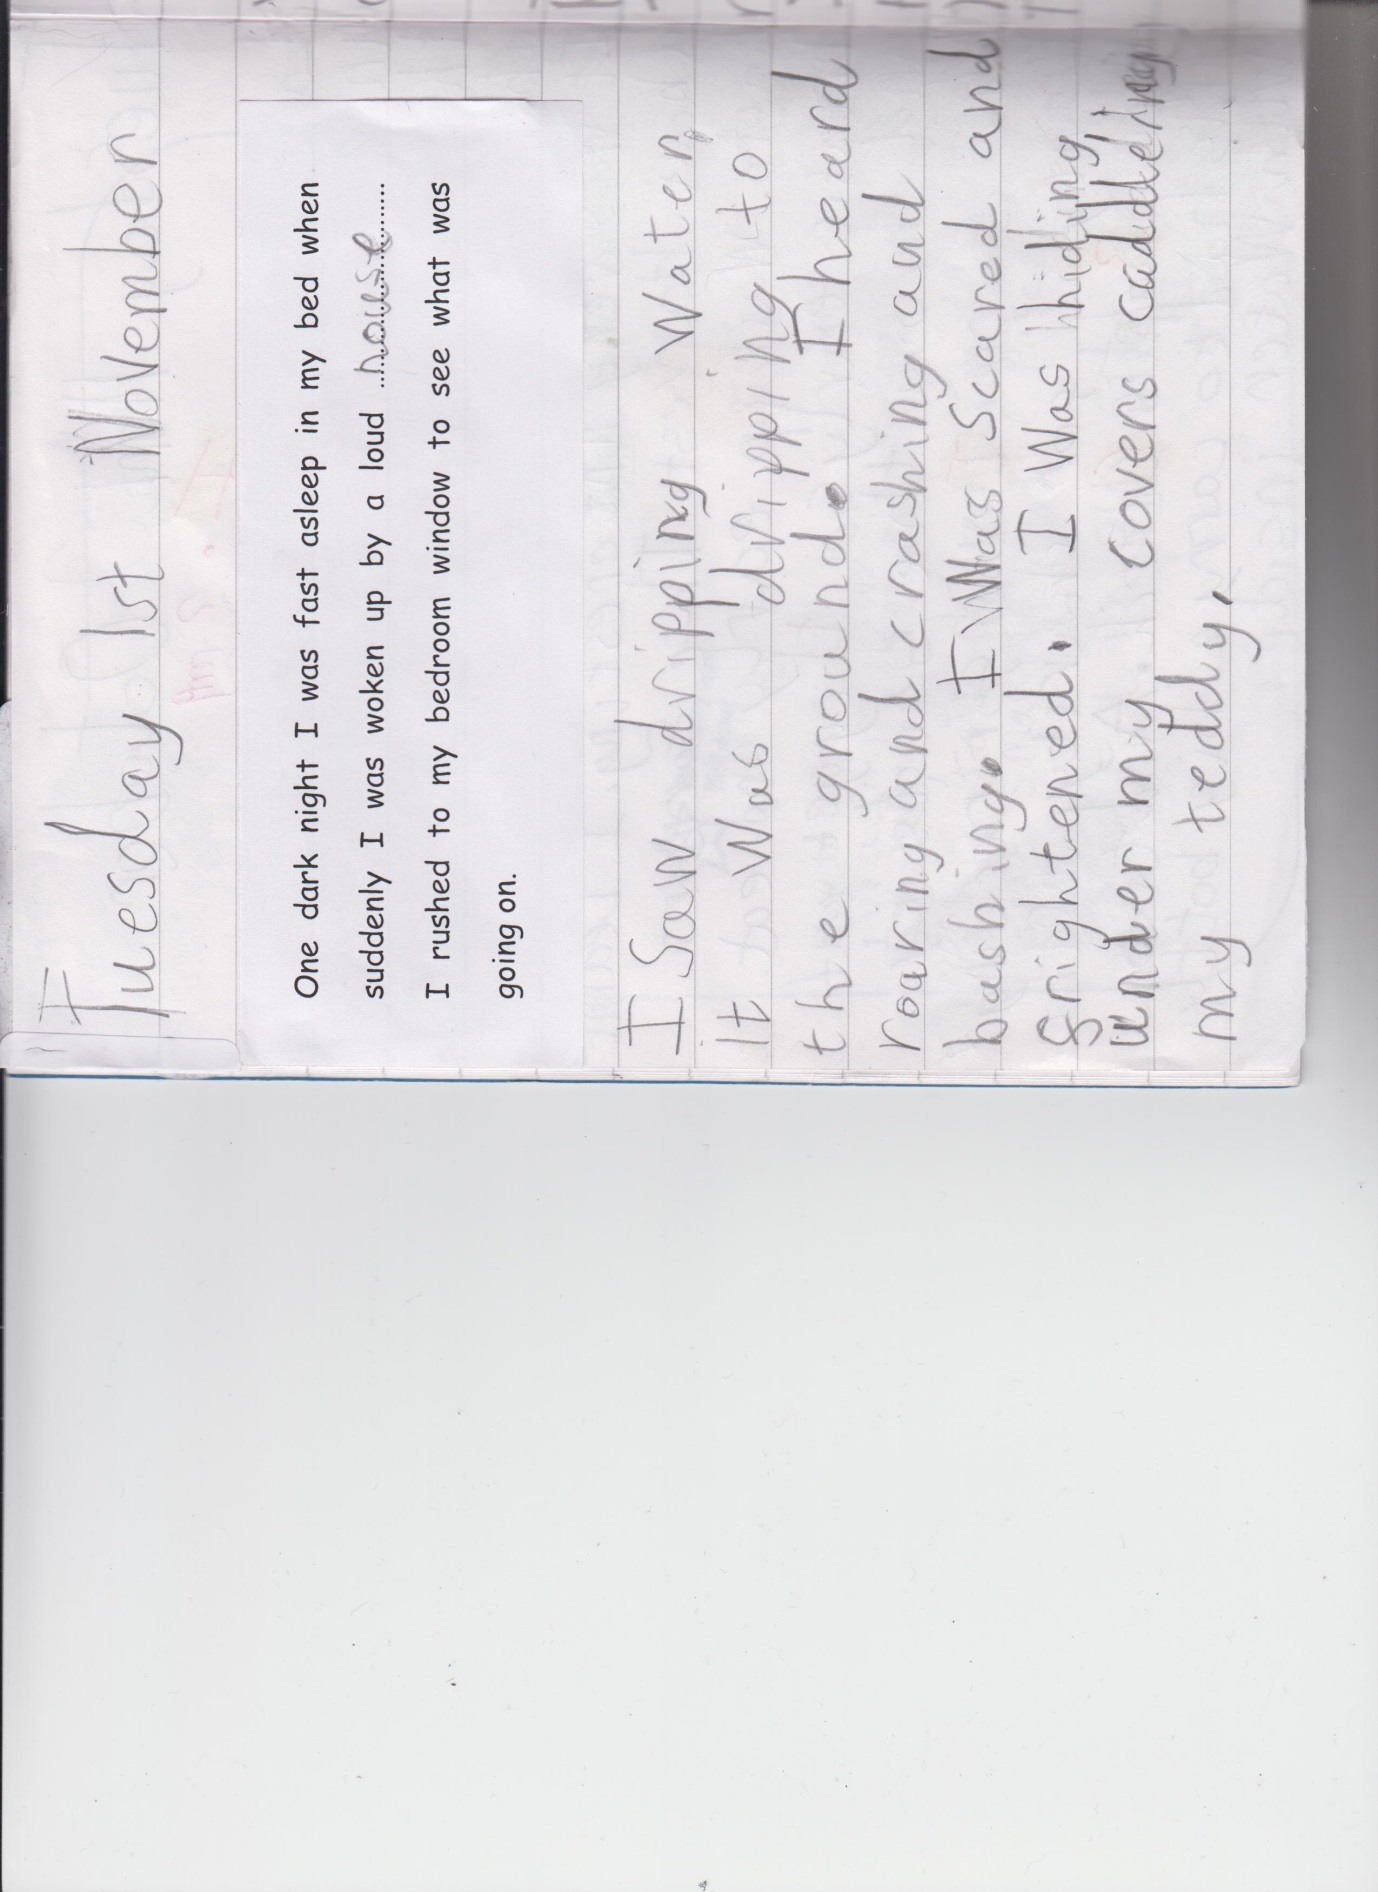 Tuesday 1st November
One dark night I was fast asleep in my bed when
suddenly I was woken up by a loud ...nouse...
I rushed to my bedroom window to see what was
going on.
I Saw dripping Water,
It Was dripping to
the ground. I heard
roaring and crashing and
bashing. I Was Scared and
frightened. I Was hiding
under my covers cuddeling
my teddy.